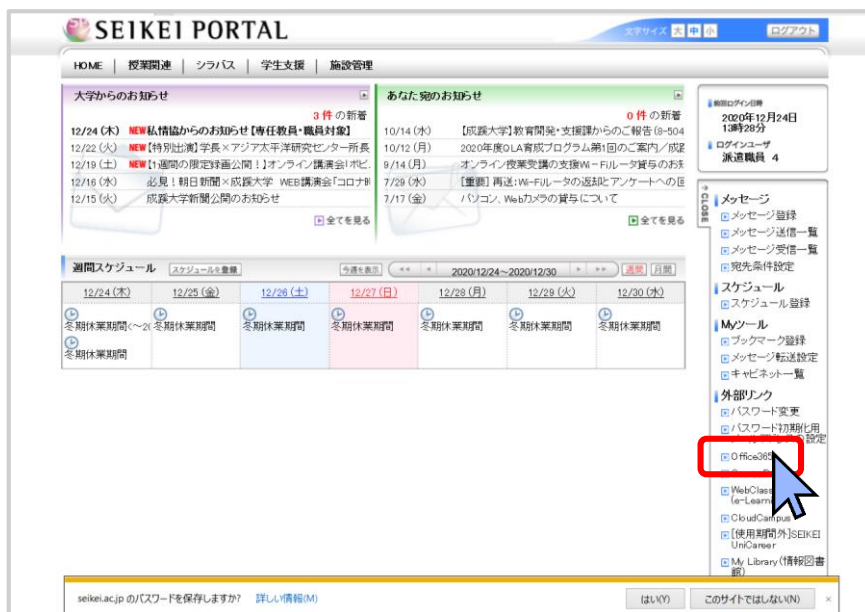 SEIKEI PORTAL
文字サイズ 大 中 小
ログアウト
HOME | 授業関連 | シラバス | 学生支援 | 施設管理
大学からのお知らせ
3 件 の新着
12/24 (木) NEW 私情協からのお知らせ【専任教員・職員対象】
12/22 (火) NEW【特別出演】学長×アジア太平洋研究センター所長
12/19 (土) NEW【1週間の限定録画公開!】オンライン講演会「ポピ
12/16 (水) 必見!朝日新聞×成蹊大学 WEB講演会「コロナ時
12/15 (火) 成蹊大学新聞公開のお知らせ
全てを見る
あなた宛のお知らせ
0 件 の新着
10/14 (水) 【成蹊大学】教育開発・支援課からのご報告(8-504
10/12 (月) 2020年度QLA育成プログラム第1回のご案内/成蹊
9/14 (月) オンライン授業受講の支援Wi-Fiルータ貸与のお知
7/29 (水) [重要] 再送:Wi-Fiルータの返却とアンケートへの回
7/17 (金) パソコン、Webカメラの貸与について
全てを見る
週間スケジュール
スケジュールを登録
今週を表示
2020/12/24～2020/12/30
週間
月間
12/24 (木) 12/25 (金) 12/26 (土) 12/27 (日) 12/28 (月) 12/29 (火) 12/30 (水)
冬期休業期間<～20 冬期休業期間 冬期休業期間 冬期休業期間 冬期休業期間 冬期休業期間 冬期休業期間
冬期休業期間
前回ログイン日時
2020年12月24日
13時28分
ログインユーザ
派遣職員 4
CLOSE
メッセージ
メッセージ登録
メッセージ送信一覧
メッセージ受信一覧
宛先条件設定
スケジュール
スケジュール登録
Myツール
ブックマーク登録
メッセージ転送設定
キャビネット一覧
外部リンク
パスワード変更
パスワード初期化用
の設定
Office365
WebClass
(e-Learn
CloudCampus
[使用期間外]SEIKEI
UniCareer
My Library(情報図書
館)
seikei.ac.jp のパスワードを保存しますか?
詳しい情報(M)
はい(Y)
このサイトではしない(N)
×